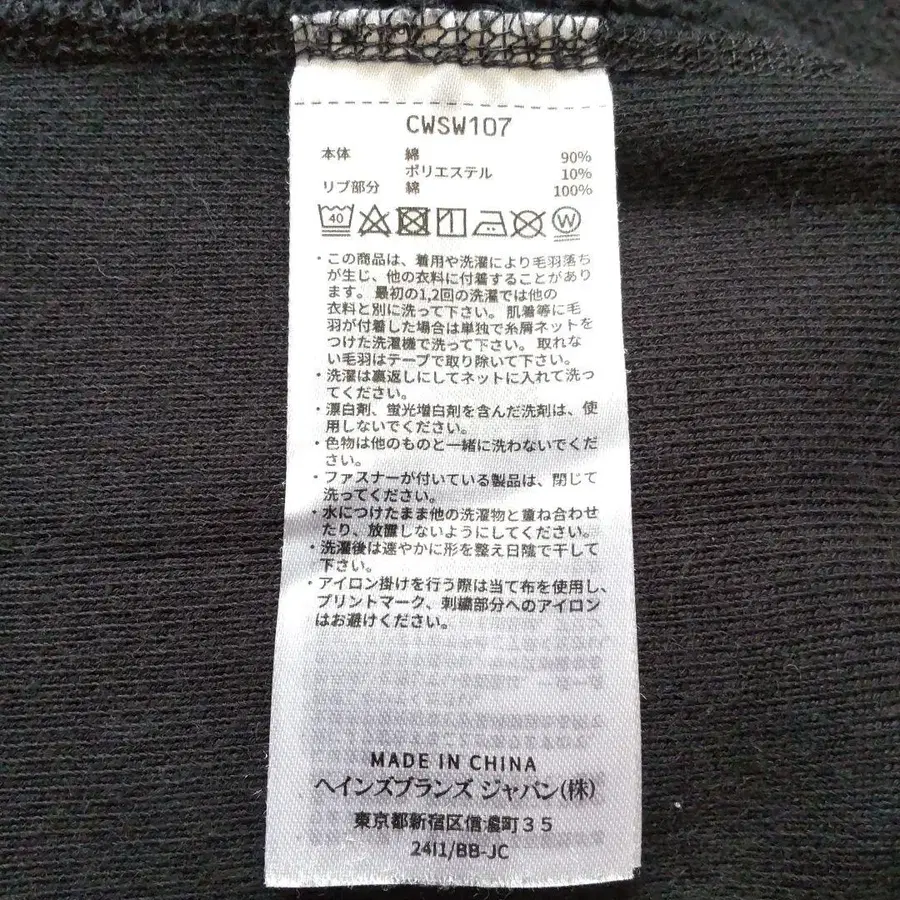 CWSW107
本体 綿 90%
ポリエステル 10%
リブ部分 綿 100%
40 W
・この商品は、着用や洗濯により毛羽落ち
が生じ、他の衣料に付着することがあり
ます。最初の1,2回の洗濯では他の
衣料と別に洗って下さい。肌着等に毛
羽が付着した場合は単独で糸屑ネットを
つけた洗濯機で洗って下さい。取れな
い毛羽はテープで取り除いて下さい。
・洗濯は裏返しにしてネットに入れて洗っ
てください。
・漂白剤、蛍光増白剤を含んだ洗剤は、使
用しないでください。
・色物は他のものと一緒に洗わないでくだ
さい。
・ファスナーが付いている製品は、閉じて
洗ってください。
・水につけたまま他の洗濯物と重ね合わせ
たり、放置しないようにしてください。
・洗濯後は速やかに形を整え日陰で干して
下さい。
・アイロン掛けを行う際は当て布を使用し、
プリントマーク、刺繍部分へのアイロン
はお避けください。
MADE IN CHINA
ヘインズブランズ ジャパン(株)
東京都新宿区信濃町35
24I1/BB-JC